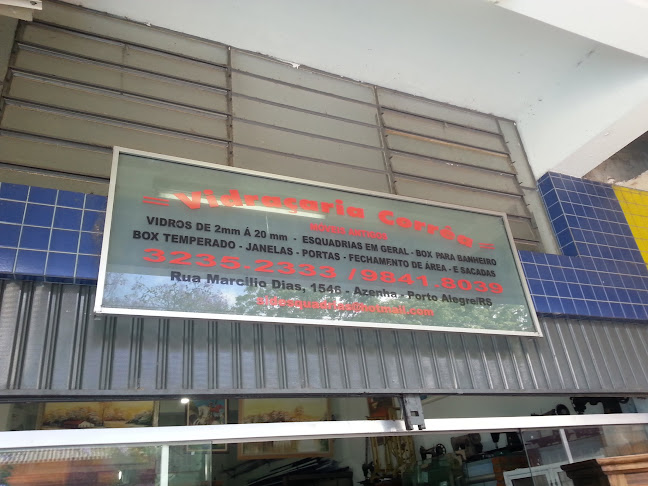 Vidraçaria Corrêa
VIDROS DE 2mm Á 20 mm - ESQUADRIAS EM GERAL - BOX PARA BANHEIRO
BOX TEMPERADO - JANELAS - PORTAS - FECHAMENTO DE ÁREA - E SACADAS
3235-2333 / 9841.8039
Rua Marcilio Dias, 1546 - Azenha - Porto Alegre/RS